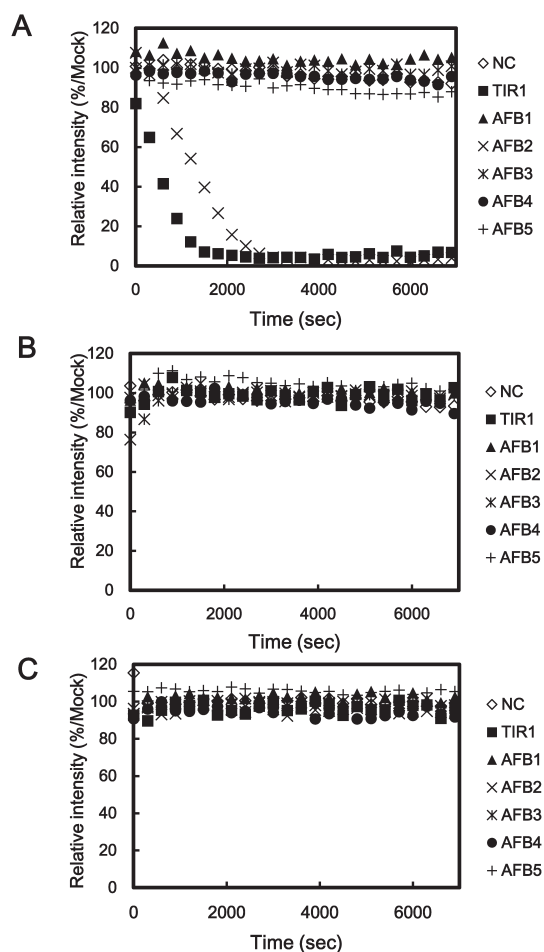 A
Relative intensity (%/Mock)
120
100
80
60
40
20
0
0 2000 4000 6000
Time (sec)
NC
TIR1
AFB1
AFB2
AFB3
AFB4
AFB5
B
Relative intensity (%/Mock)
120
100
80
60
40
20
0
0 2000 4000 6000
Time (sec)
NC
TIR1
AFB1
AFB2
AFB3
AFB4
AFB5
C
Relative intensity (%/Mock)
120
100
80
60
40
20
0
0 2000 4000 6000
Time (sec)
NC
TIR1
AFB1
AFB2
AFB3
AFB4
AFB5